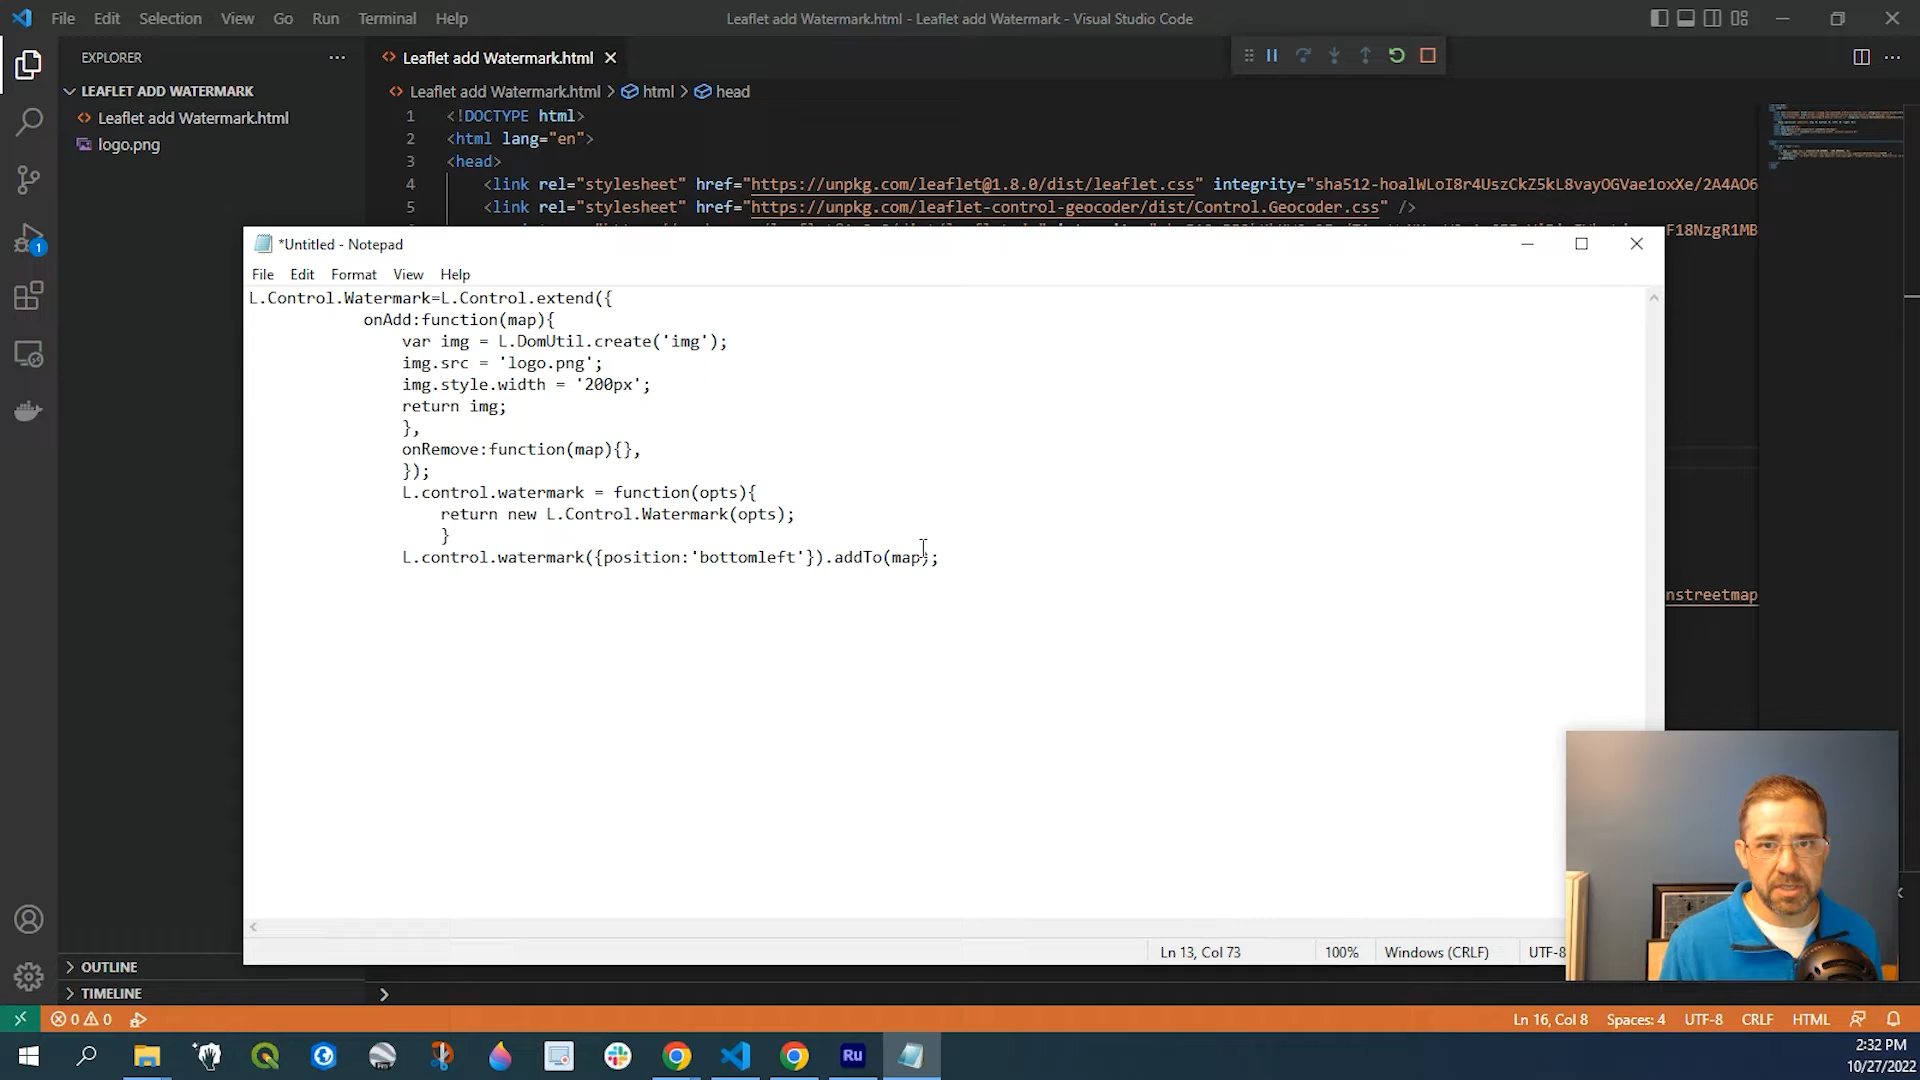 File Edit Selection View Go Run Terminal Help
Leaflet add Watermark.html - Leaflet add Watermark - Visual Studio Code
EXPLORER
LEAFLET ADD WATERMARK
Leaflet add Watermark.html
logo.png
Leaflet add Watermark.html
Leaflet add Watermark.html > html > head
1 <!DOCTYPE html>
2 <html lang="en">
3 <head>
4 <link rel="stylesheet" href="https://unpkg.com/leaflet@1.8.0/dist/leaflet.css" integrity="sha512-hoalWLoI8r4UszCkZ5kL8vayOGVae1oxXe/2A4AO6
5 <link rel="stylesheet" href="https://unpkg.com/leaflet-control-geocoder/dist/Control.Geocoder.css" />
F18NzgR1MB
*Untitled - Notepad
File Edit Format View Help
L.Control.Watermark=L.Control.extend({
onAdd:function(map){
var img = L.DomUtil.create('img');
img.src = 'logo.png';
img.style.width = '200px';
return img;
},
onRemove:function(map){},
});
L.control.watermark = function(opts){
return new L.Control.Watermark(opts);
}
L.control.watermark({position:'bottomleft'}).addTo(map);
nstreetmap
Ln 13, Col 73 100% Windows (CRLF) UTF-8
1
OUTLINE
TIMELINE
0 0
Ln 16, Col 8 Spaces: 4 UTF-8 CRLF HTML
Ru
2:32 PM
10/27/2022